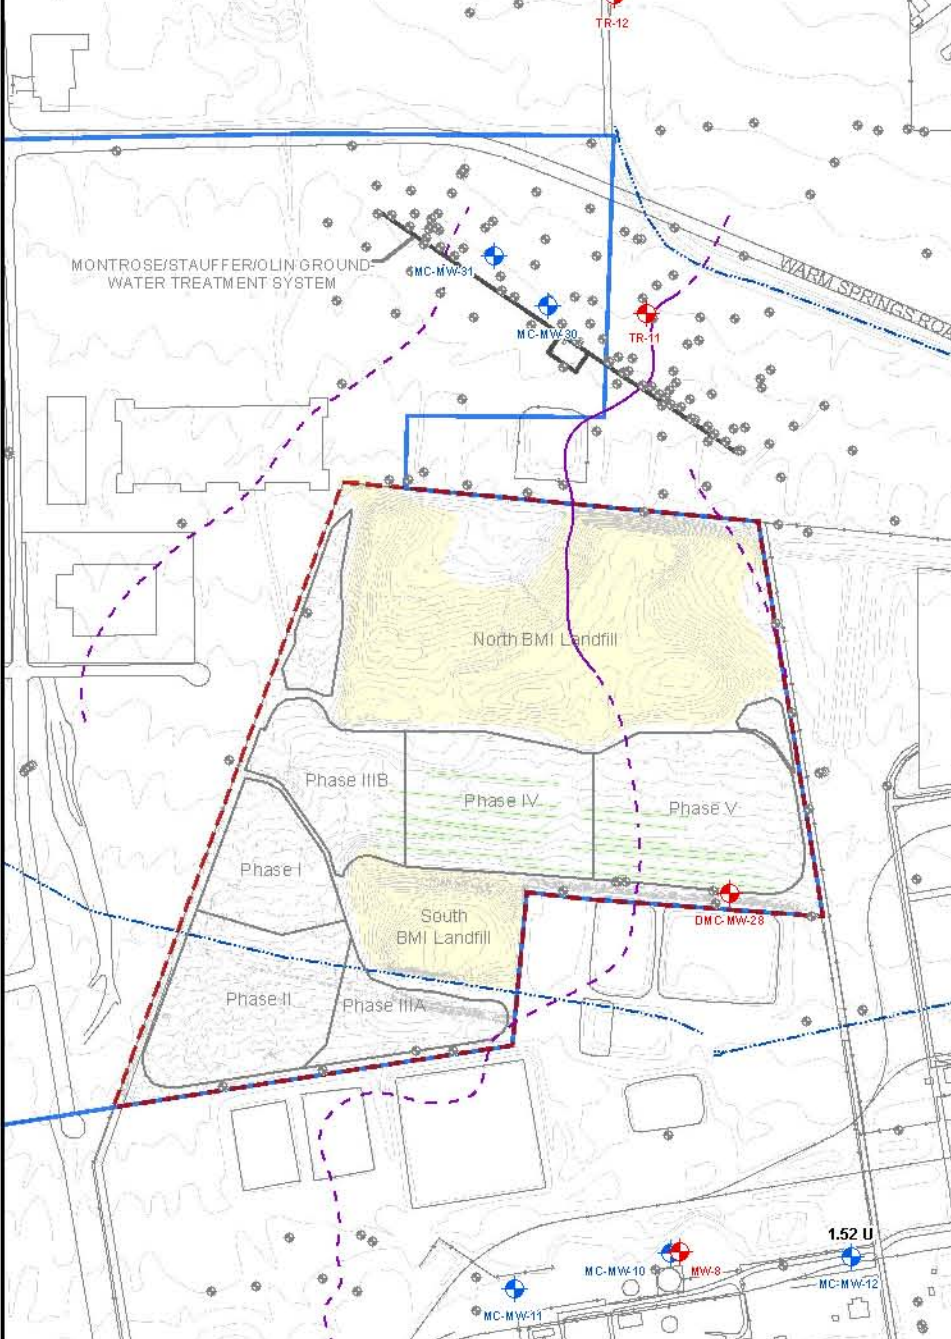 TR-12
WARM SPRINGS ROA
MONTROSE/STAUFFER/OLIN GROUND-
WATER TREATMENT SYSTEM
MC-MW-31
MC-MW-30
TR-11
North BMI Landfill
Phase IIIB
Phase IV
Phase V
Phase I
South
BMI Landfill
DMC-MW-28
Phase II
Phase IIIA
1.52 U
MC-MW-10
MW-8
MC-MW-12
MC-MW-11